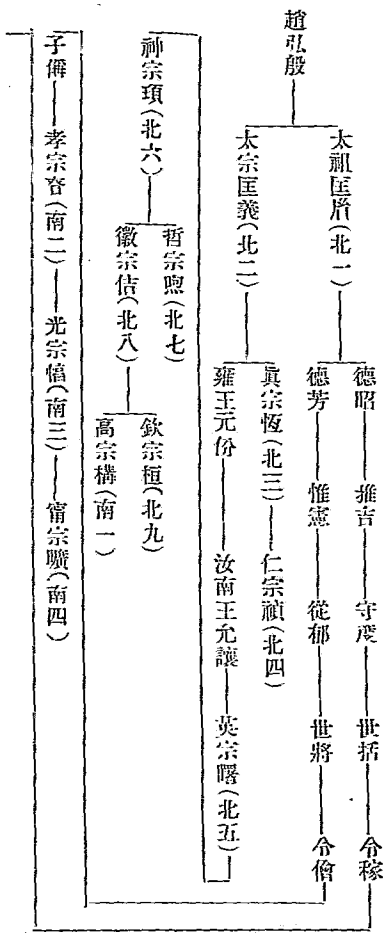 趙弘殷
太祖匡胤(北一)
太宗匡義(北二)
德昭 惟吉 守度 世括 令稼
德芳 惟憲 從郁 世將 令儈
眞宗恆(北三) 仁宗禎(北四)
雍王元份 汝南王允讓 英宗曙(北五)
神宗頊(北六)
哲宗煦(北七)
徽宗佶(北八)
欽宗桓(北九)
高宗構(南一)
子偁 孝宗眘(南二) 光宗惇(南三) 甯宗曠(南四)